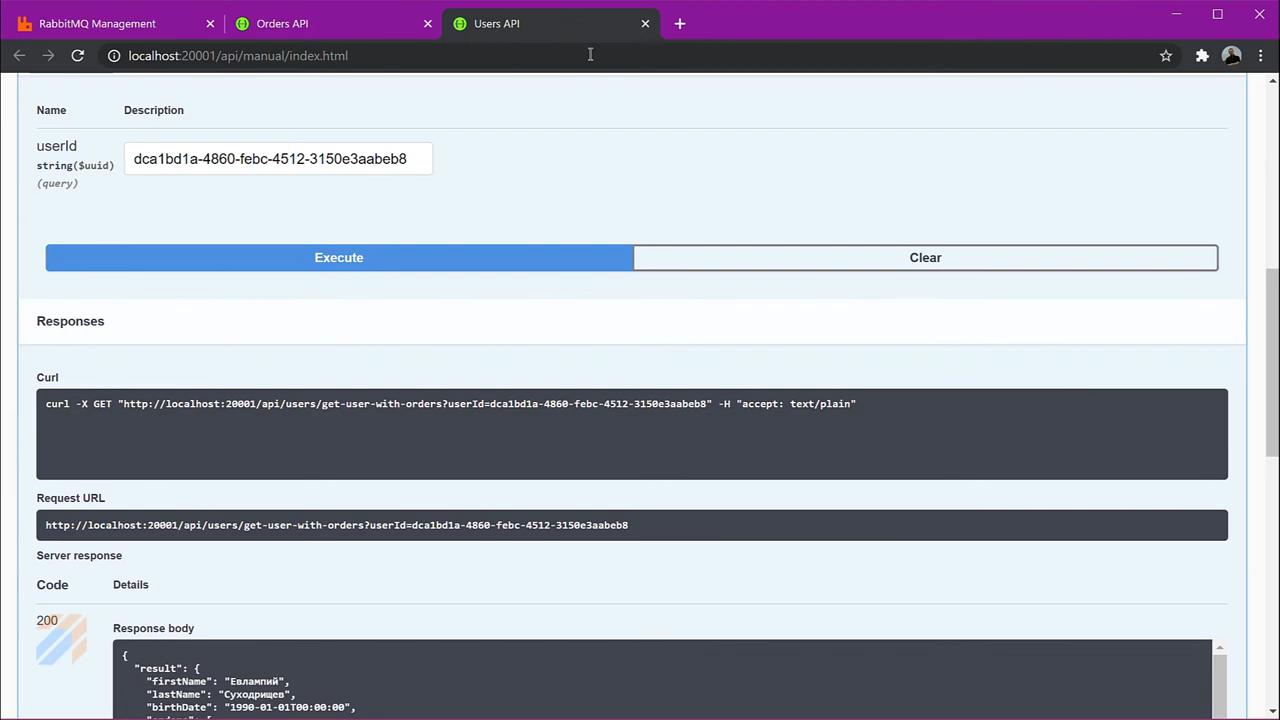 RabbitMQ Management
Orders API
Users API
localhost:20001/api/manual/index.html
Name
Description
userId
string($uuid)
(query)
dca1bd1a-4860-febc-4512-3150e3aabeb8
Execute
Clear
Responses
Curl
curl -X GET "http://localhost:20001/api/users/get-user-with-orders?userId=dca1bd1a-4860-febc-4512-3150e3aabeb8" -H "accept: text/plain"
Request URL
http://localhost:20001/api/users/get-user-with-orders?userId=dca1bd1a-4860-febc-4512-3150e3aabeb8
Server response
Code
Details
200
Response body
{
"result": {
"firstName": "Евлампий",
"lastName": "Суходрищев",
"birthDate": "1990-01-01T00:00:00",